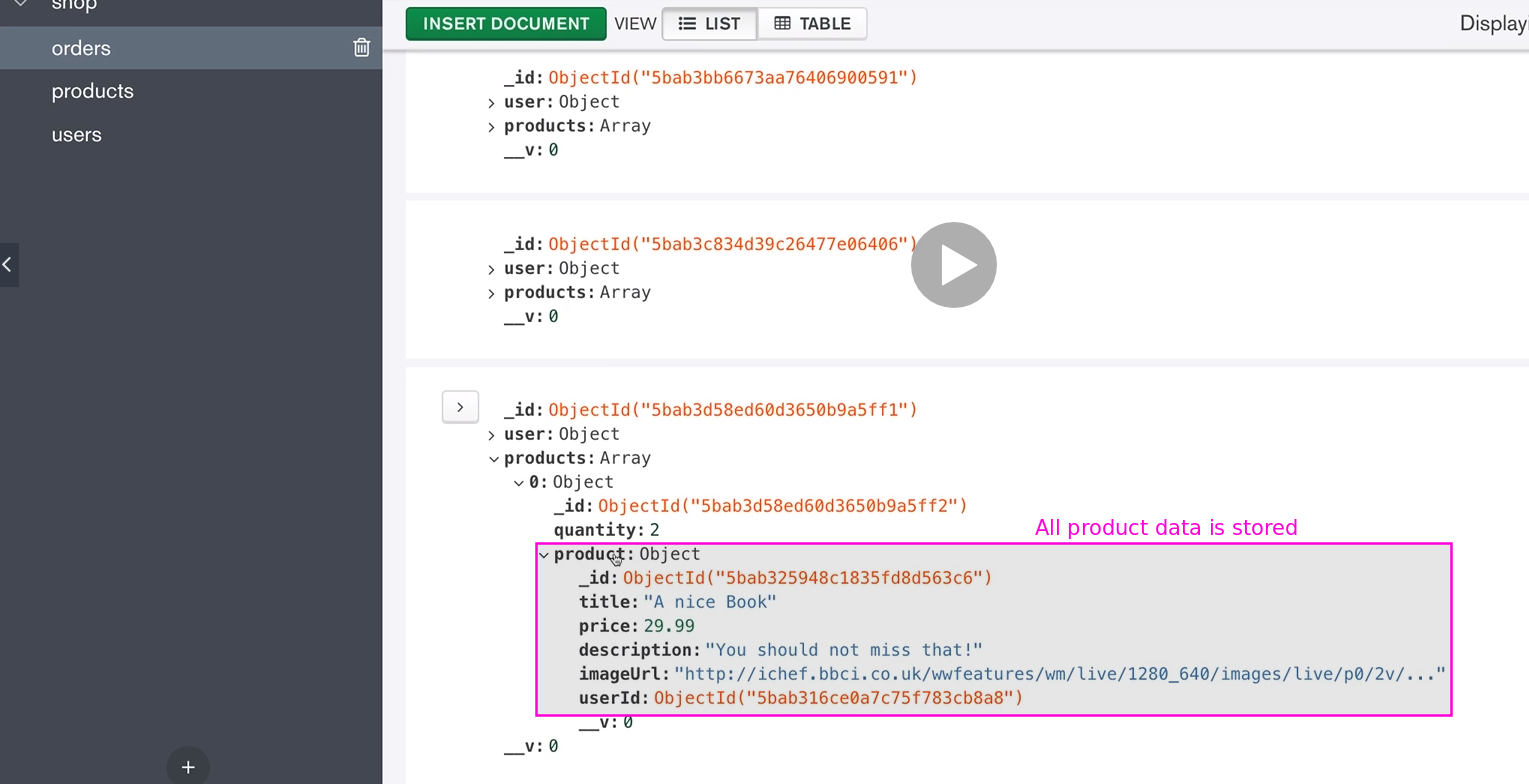 shop
orders
products
users
INSERT DOCUMENT VIEW LIST TABLE
_id: ObjectId("5bab3bb6673aa76406900591")
user: Object
products: Array
__v: 0
_id: ObjectId("5bab3c834d39c26477e06406")
user: Object
products: Array
__v: 0
_id: ObjectId("5bab3d58ed60d3650b9a5ff1")
user: Object
products: Array
0: Object
_id: ObjectId("5bab3d58ed60d3650b9a5ff2")
quantity: 2
All product data is stored
product: Object
_id: ObjectId("5bab325948c1835fd8d563c6")
title: "A nice Book"
price: 29.99
description: "You should not miss that!"
imageUrl: "http://ichef.bbci.co.uk/wwfeatures/wm/live/1280_640/images/live/p0/2v/..."
userId: ObjectId("5bab316ce0a7c75f783cb8a8")
__v: 0
__v: 0